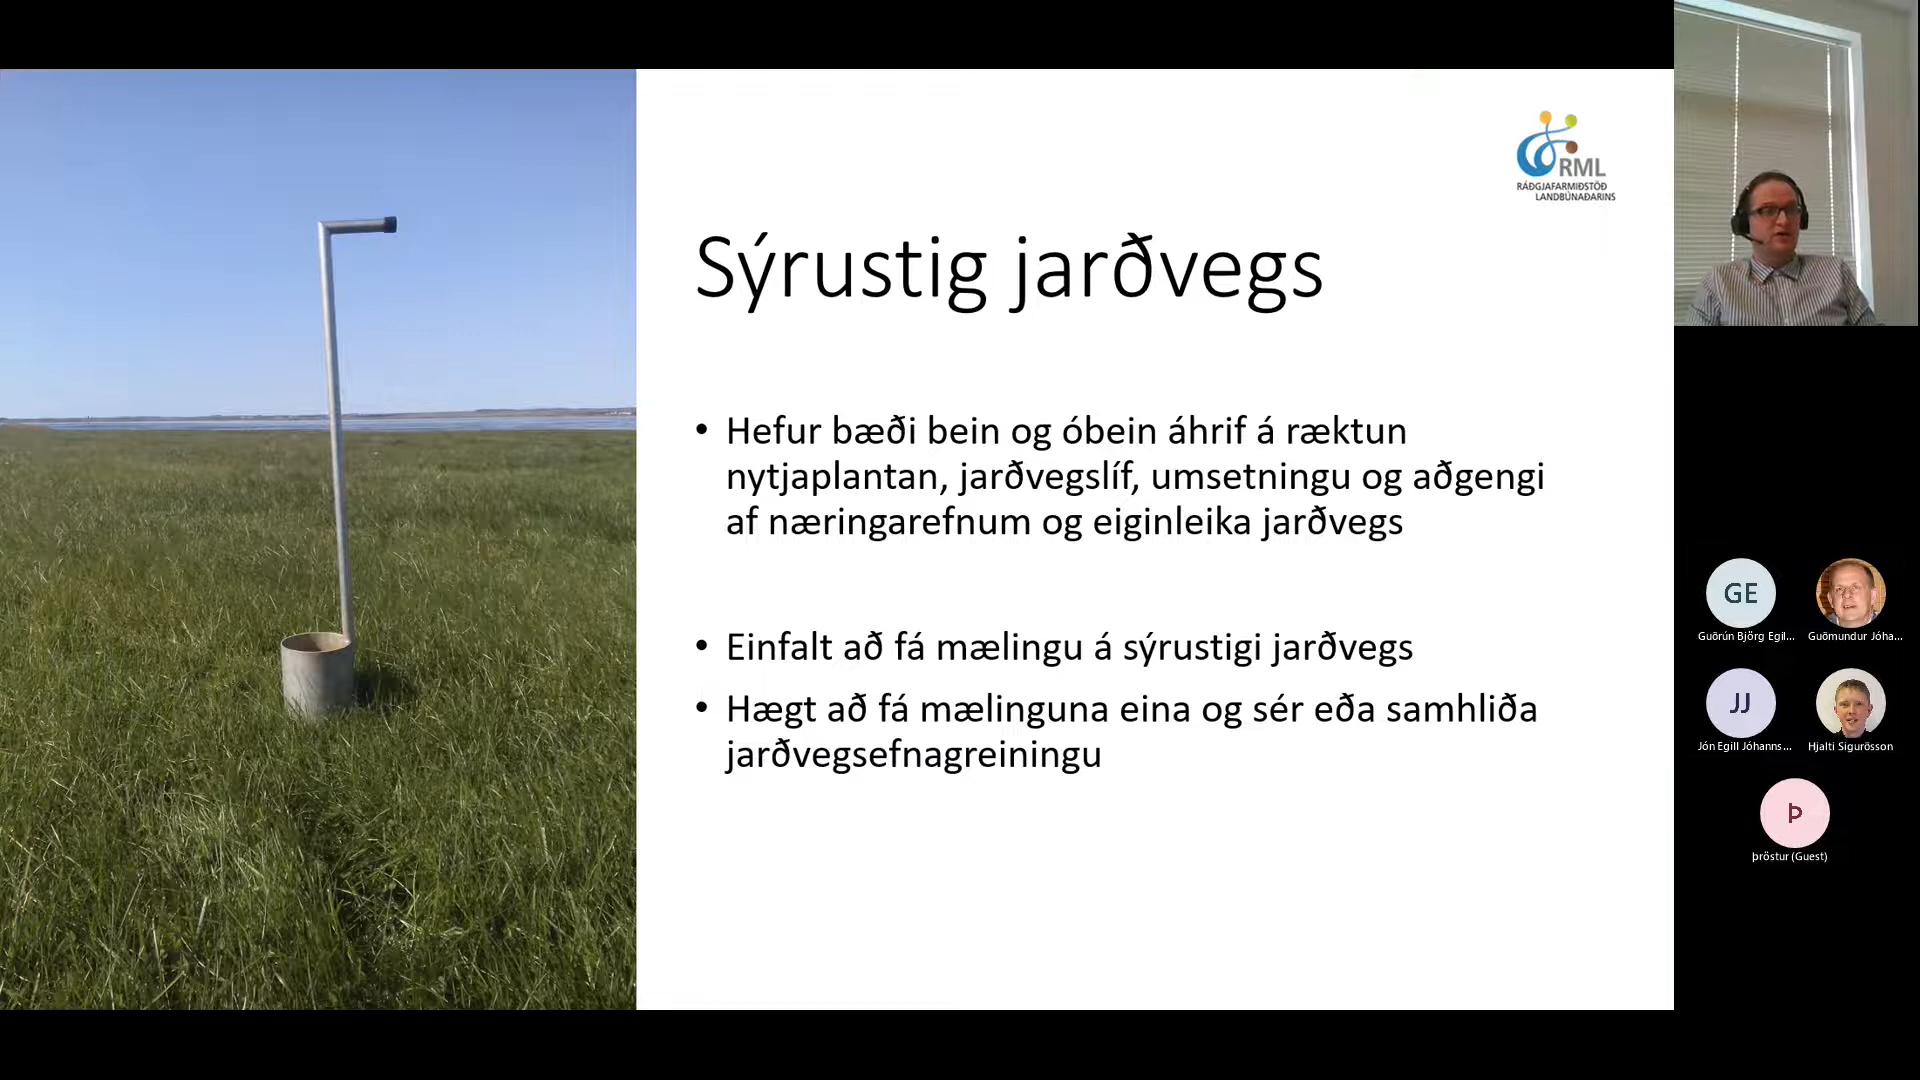 RML
RÁÐGJAFARMIÐSTÖÐ
LANDBÚNAÐARINS
Sýrustig jarðvegs
• Hefur bæði bein og óbein áhrif á ræktun
nytjaplantan, jarðvegslíf, umsetningu og aðgengi
af næringarefnum og eiginleika jarðvegs
• Einfalt að fá mælingu á sýrustigi jarðvegs
• Hægt að fá mælinguna eina og sér eða samhliða
jarðvegsefnagreiningu
GE
Guðrún Björg Egil...
Guðmundur Jóha...
JJ
Jón Egill Jóhanns...
Hjalti Sigurðsson
Þ
þröstur (Guest)